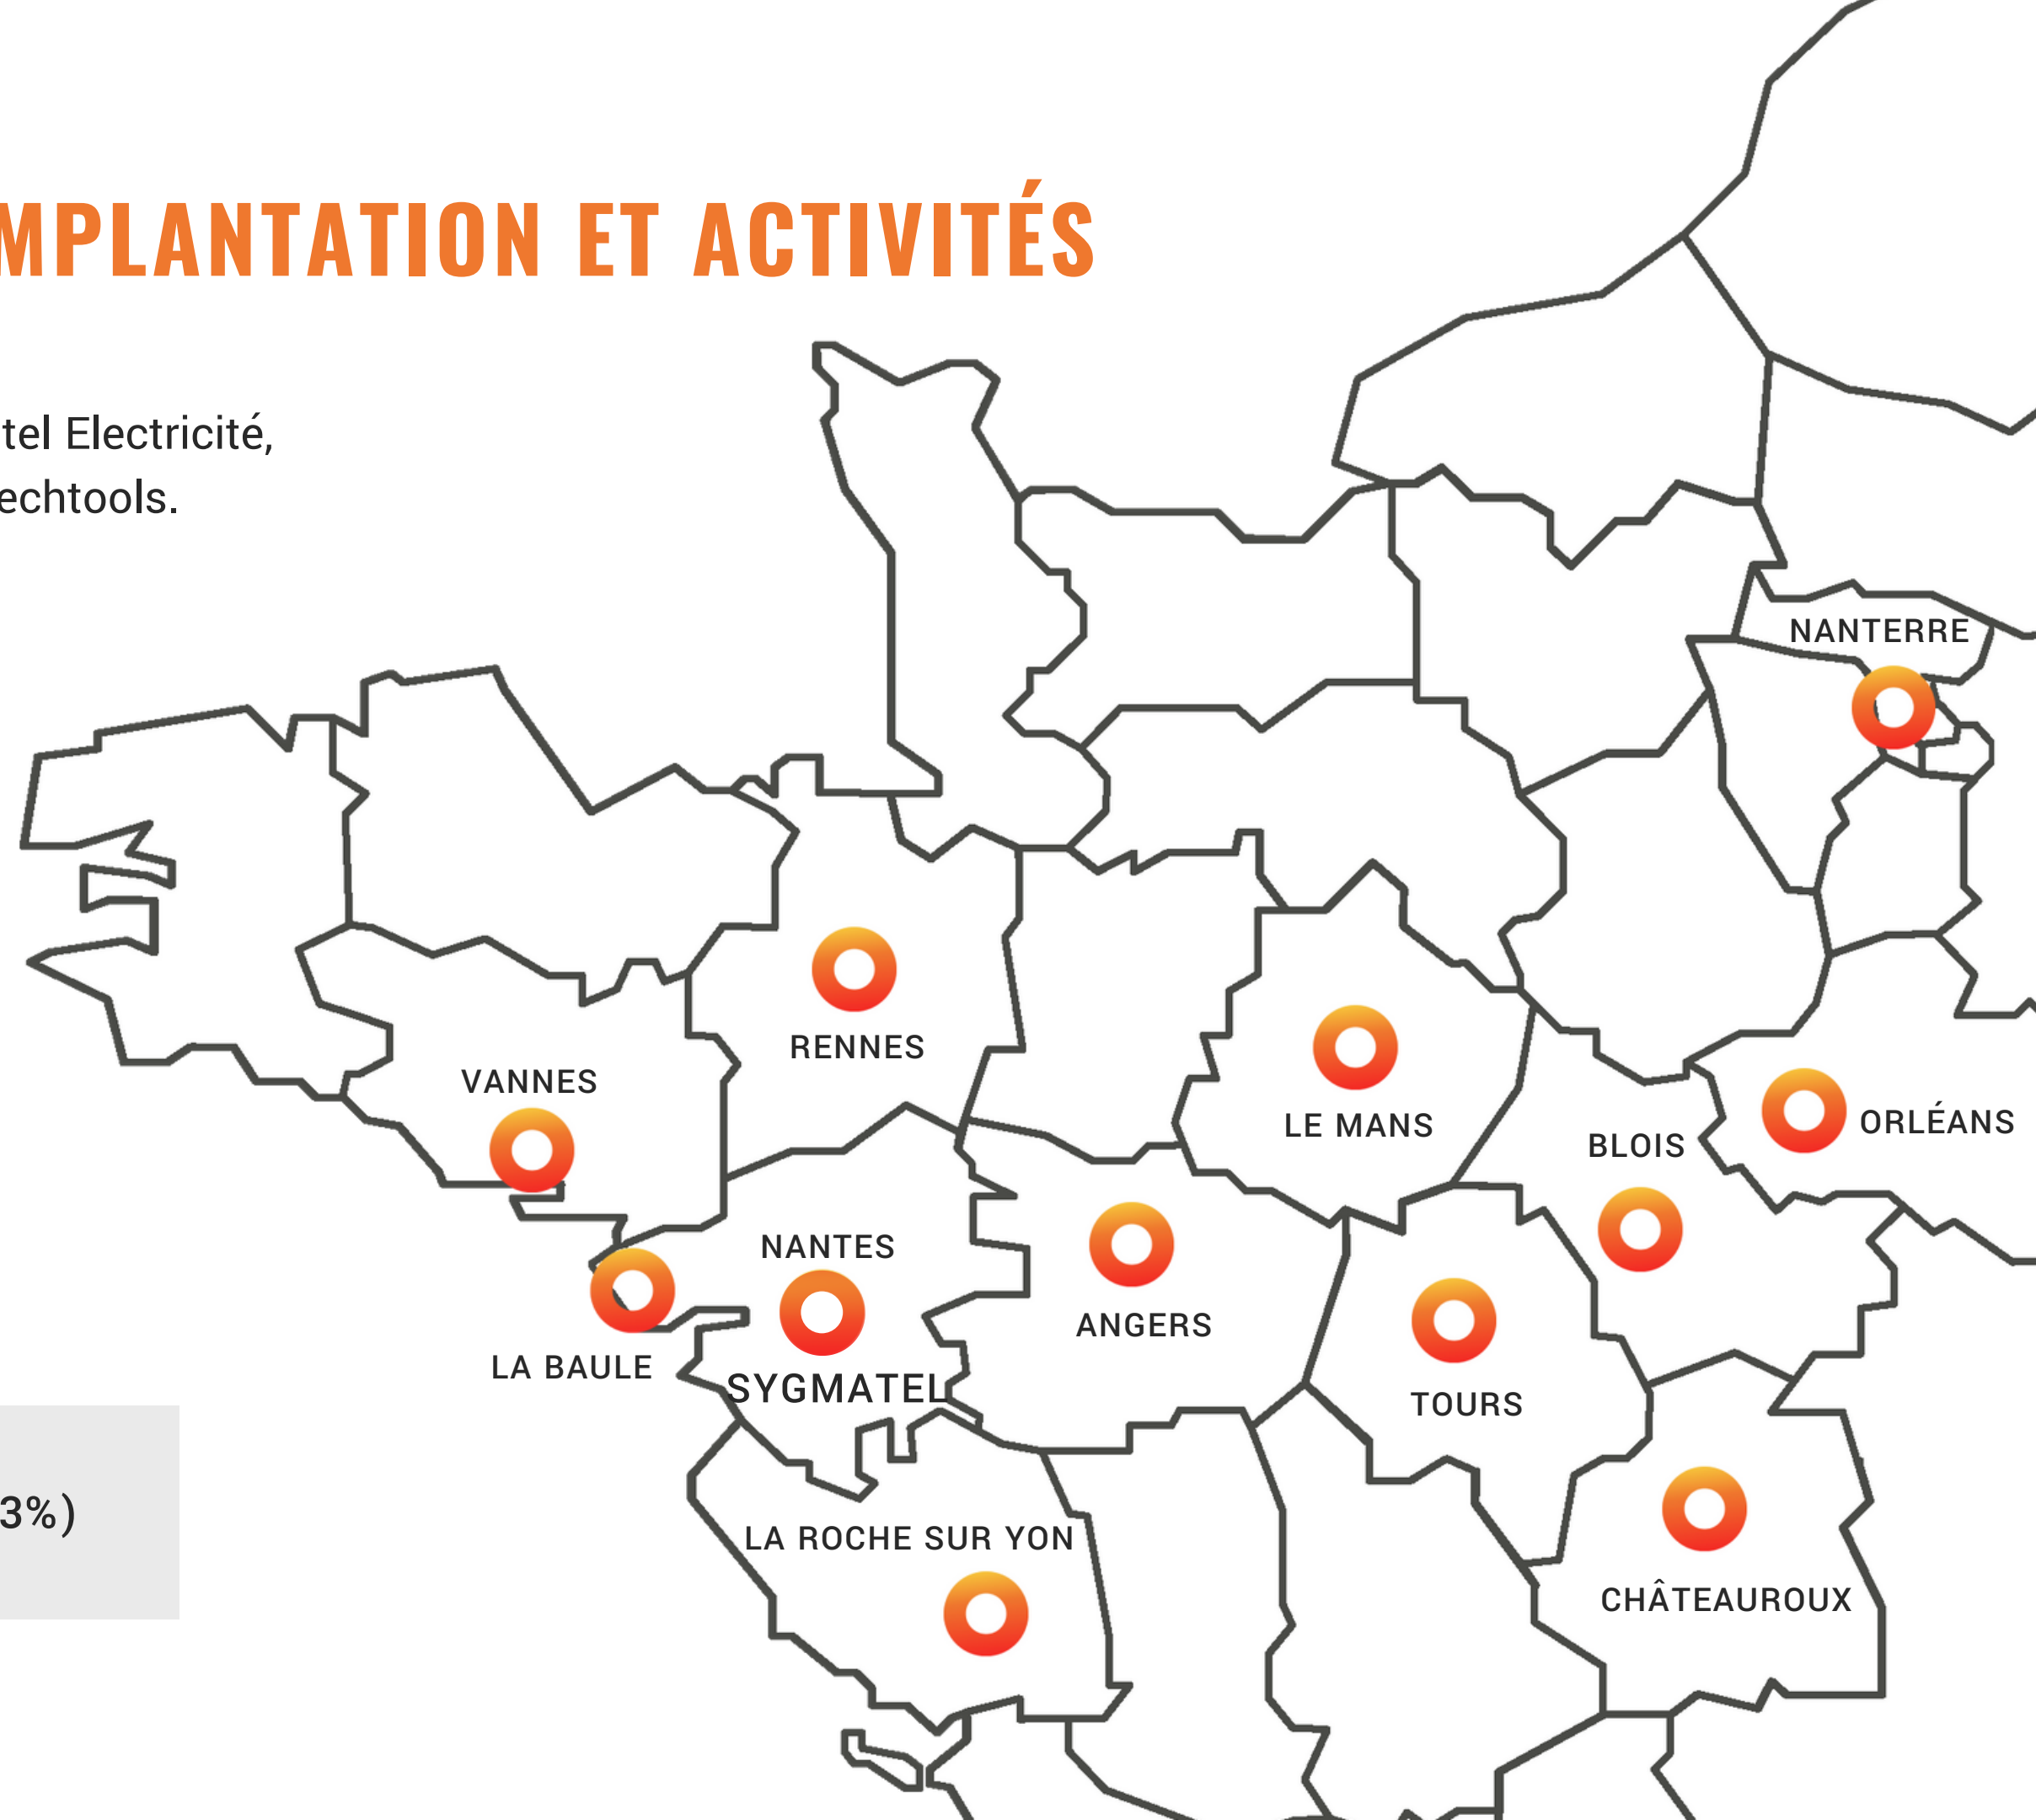 MPLANTATION ET ACTIVITÉS
tel Electricité,
echtools.
NANTERRE
RENNES
VANNES
LE MANS
ORLÉANS
BLOIS
NANTES
ANGERS
LA BAULE
SYGMATEL
TOURS
3%)
LA ROCHE SUR YON
CHÂTEAUROUX